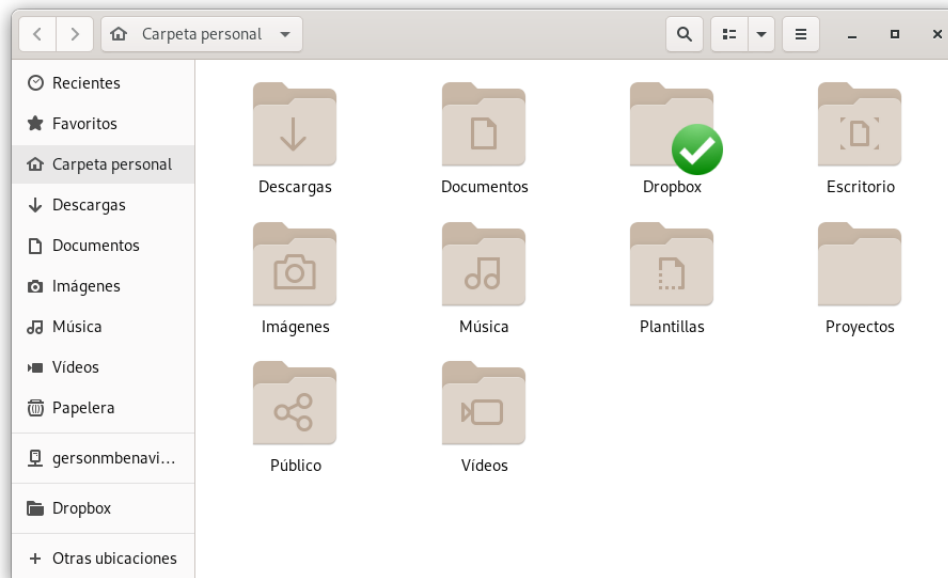 Carpeta personal
Recientes
Favoritos
Carpeta personal
Descargas
Documentos
Imágenes
Música
Vídeos
Papelera
gersonmbenavi...
Dropbox
Otras ubicaciones
Descargas
Documentos
Dropbox
Escritorio
Imágenes
Música
Plantillas
Proyectos
Público
Vídeos